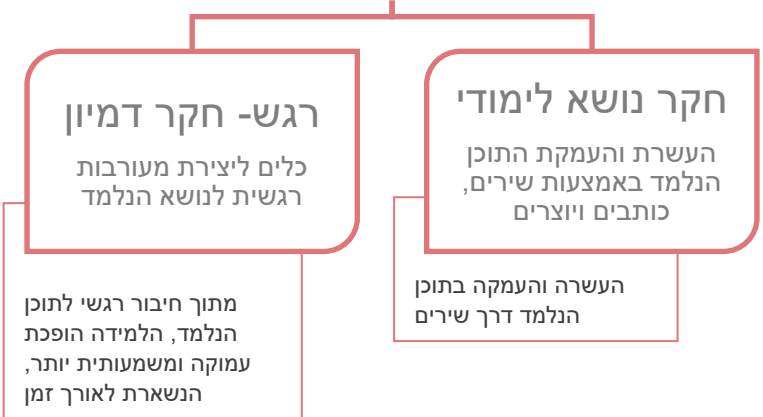 חקר נושא לימודי
העשרת והעמקת התוכן
הנלמד באמצעות שירים,
כותבים ויוצרים
העשרה והעמקה בתוכן
הנלמד דרך שירים
רגש- חקר דמיון
כלים ליצירת מעורבות
רגשית לנושא הנלמד
מתוך חיבור רגשי לתוכן
הנלמד, הלמידה הופכת
עמוקה ומשמעותית יותר,
הנשארת לאורך זמן